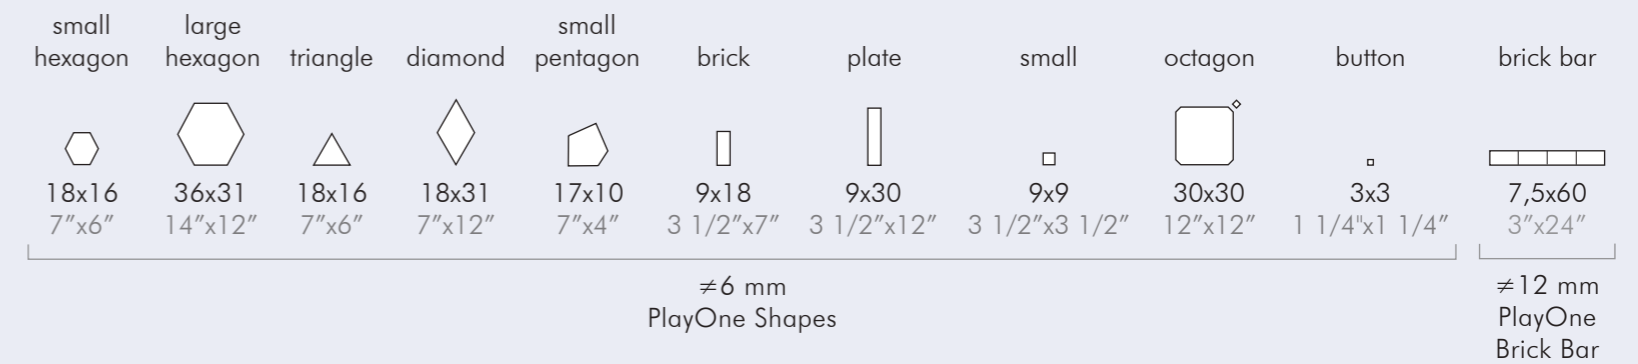 small
hexagon
large
hexagon
triangle
diamond
small
pentagon
brick
plate
small
octagon
button
brick bar
18x16
36x31
18x16
18x31
17x10
9x18
9x30
9x9
30x30
3x3
7,5x60
7”x6”
14”x12”
7”x6”
7”x12”
7”x4”
3 1/2”x7”
3 1/2”x12”
3 1/2”x3 1/2”
12”x12”
1 1/4"x1 1/4”
3”x24”
≠6 mm
PlayOne Shapes
≠12 mm
PlayOne
Brick Bar